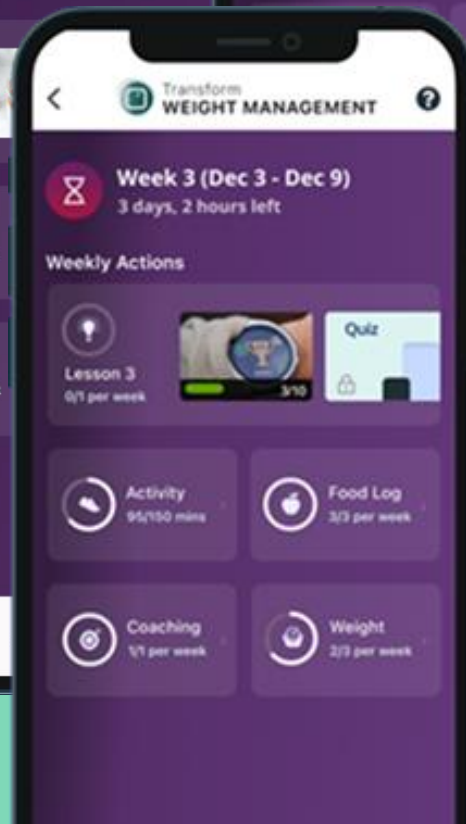 Transform
WEIGHT MANAGEMENT
?
Week 3 (Dec 3 - Dec 9)
3 days, 2 hours left
Weekly Actions
Lesson 3
0/1 per week
3/10
Quiz
Activity
95/150 mins
Food Log
3/3 per week
Coaching
1/1 per week
Weight
2/3 per week